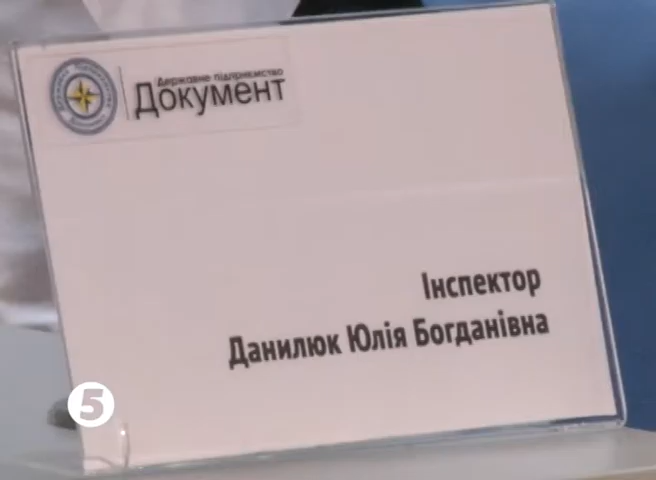 Державне підприємство
Документ
Інспектор
Данилюк Юлія Богданівна
5